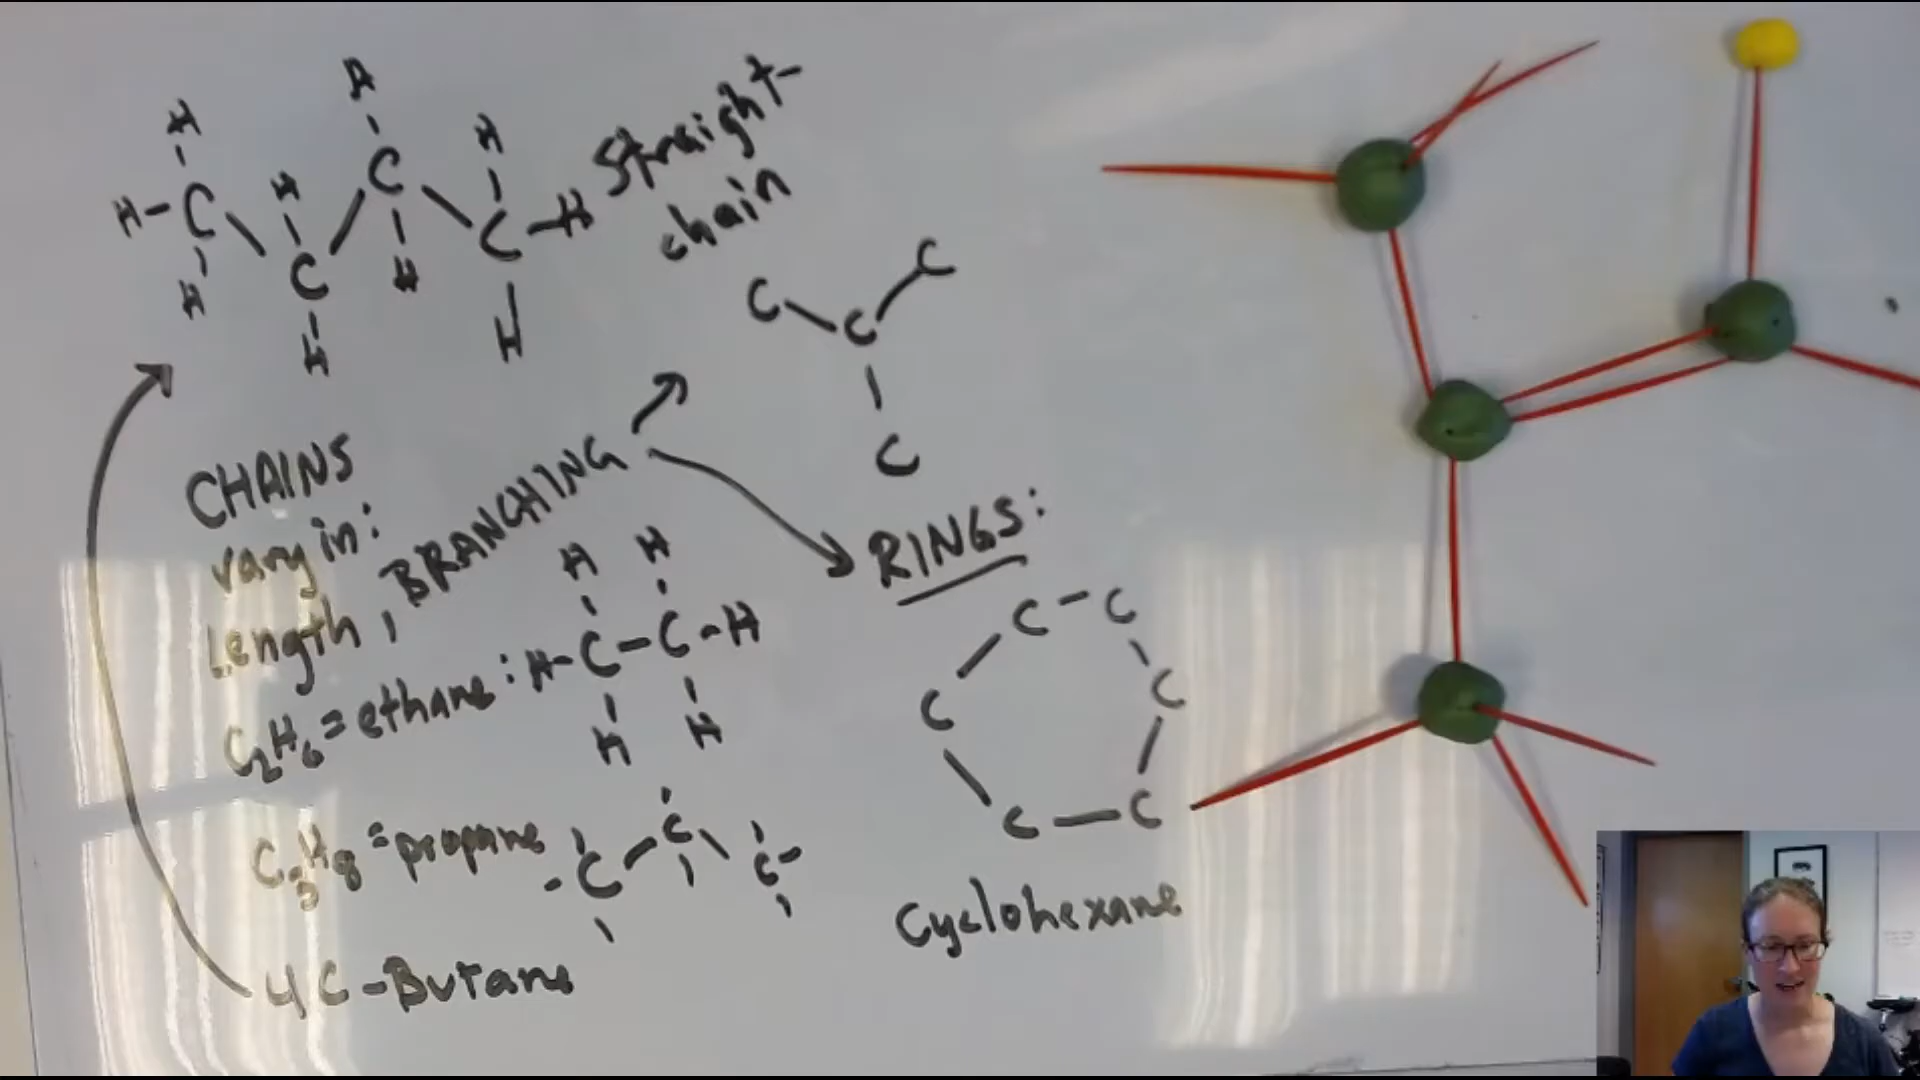 H
H
H
H
H-C
H
C
C
C-H
H
H
H
H
H
Straight-
chain
C
C
C
C
CHAINS
vary in:
Length, BRANCHING
RINGS:
H H
C2H6 = ethane: H-C-C-H
H H
C3H8 = propane
C
C
C
4C-Butane
C-C
C
C
C
C
Cyclohexane